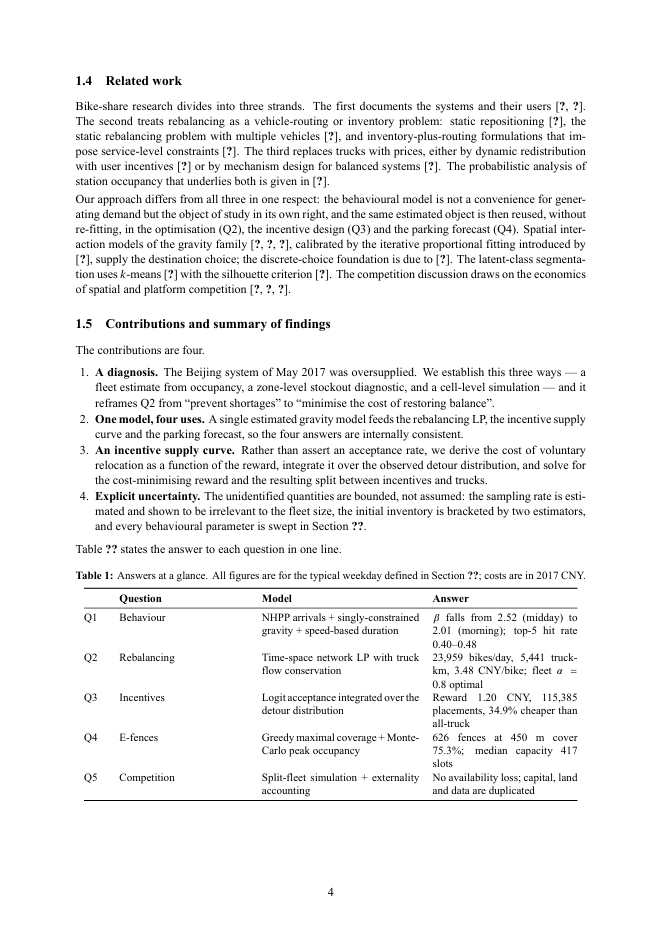 1.4 Related work
Bike-share research divides into three strands. The first documents the systems and their users [?, ?].
The second treats rebalancing as a vehicle-routing or inventory problem: static repositioning [?], the
static rebalancing problem with multiple vehicles [?], and inventory-plus-routing formulations that im-
pose service-level constraints [?]. The third replaces trucks with prices, either by dynamic redistribution
with user incentives [?] or by mechanism design for balanced systems [?]. The probabilistic analysis of
station occupancy that underlies both is given in [?].
Our approach differs from all three in one respect: the behavioural model is not a convenience for gener-
ating demand but the object of study in its own right, and the same estimated object is then reused, without
re-fitting, in the optimisation (Q2), the incentive design (Q3) and the parking forecast (Q4). Spatial inter-
action models of the gravity family [?, ?, ?], calibrated by the iterative proportional fitting introduced by
[?], supply the destination choice; the discrete-choice foundation is due to [?]. The latent-class segmenta-
tion uses k-means [?] with the silhouette criterion [?]. The competition discussion draws on the economics
of spatial and platform competition [?, ?, ?].
1.5 Contributions and summary of findings
The contributions are four.
1. A diagnosis. The Beijing system of May 2017 was oversupplied. We establish this three ways — a
fleet estimate from occupancy, a zone-level stockout diagnostic, and a cell-level simulation — and it
reframes Q2 from “prevent shortages” to “minimise the cost of restoring balance”.
2. One model, four uses. A single estimated gravity model feeds the rebalancing LP, the incentive supply
curve and the parking forecast, so the four answers are internally consistent.
3. An incentive supply curve. Rather than assert an acceptance rate, we derive the cost of voluntary
relocation as a function of the reward, integrate it over the observed detour distribution, and solve for
the cost-minimising reward and the resulting split between incentives and trucks.
4. Explicit uncertainty. The unidentified quantities are bounded, not assumed: the sampling rate is esti-
mated and shown to be irrelevant to the fleet size, the initial inventory is bracketed by two estimators,
and every behavioural parameter is swept in Section ??.
Table ?? states the answer to each question in one line.
Table 1: Answers at a glance. All figures are for the typical weekday defined in Section ??; costs are in 2017 CNY.
Question Model Answer
Q1 Behaviour NHPP arrivals + singly-constrained β falls from 2.52 (midday) to
gravity + speed-based duration 2.01 (morning); top-5 hit rate
0.40–0.48
Q2 Rebalancing Time-space network LP with truck 23,959 bikes/day, 5,441 truck-
flow conservation km, 3.48 CNY/bike; fleet α =
0.8 optimal
Q3 Incentives Logit acceptance integrated over the Reward 1.20 CNY, 115,385
detour distribution placements, 34.9% cheaper than
all-truck
Q4 E-fences Greedy maximal coverage + Monte- 626 fences at 450 m cover
Carlo peak occupancy 75.3%; median capacity 417
slots
Q5 Competition Split-fleet simulation + externality No availability loss; capital, land
accounting and data are duplicated
4